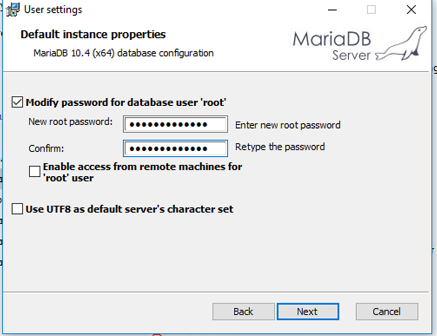 User settings
Default instance properties
MariaDB 10.4 (x64) database configuration
MariaDB
Server
Modify password for database user 'root'
New root password: ●●●●●●●●●●●●● Enter new root password
Confirm: ●●●●●●●●●●●●● Retype the password
Enable access from remote machines for
'root' user
Use UTF8 as default server's character set
Back Next Cancel